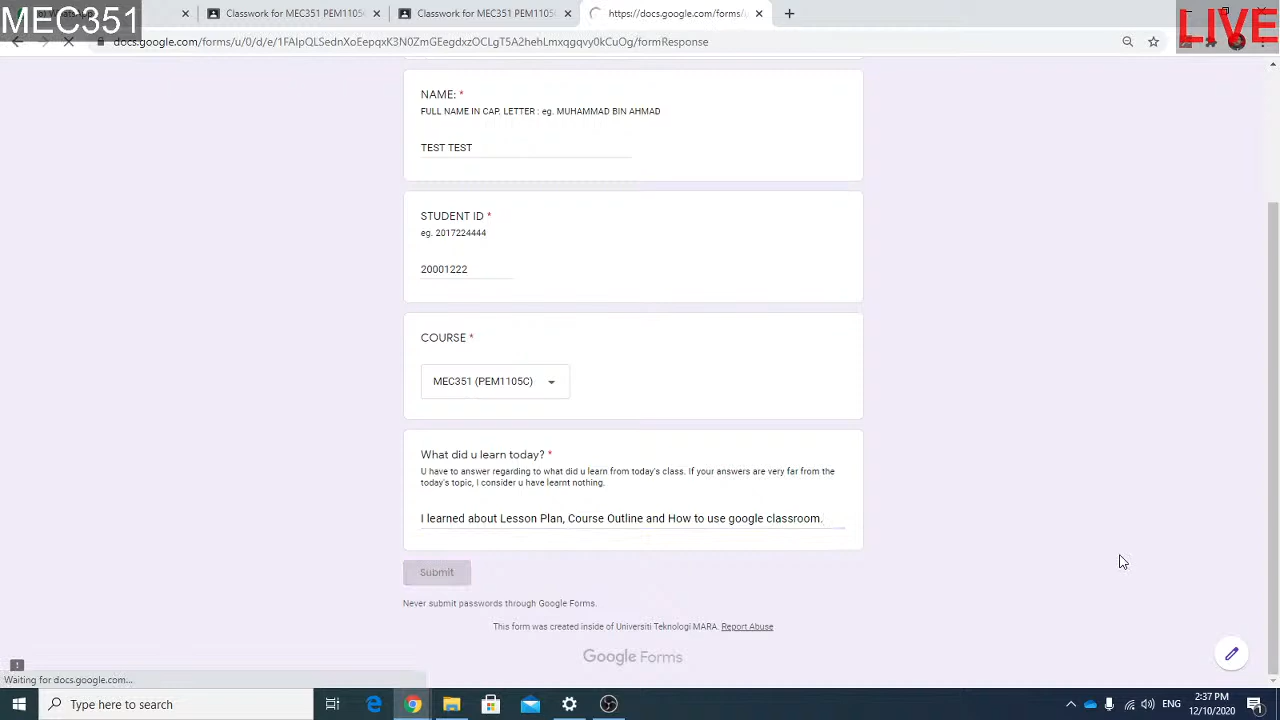 MEC351
WhatsApp
Classwork for MEC351 PEM1105
Classwork for MEC351 PEM1105
https://docs.google.com/forms/u
LIVE
docs.google.com/forms/u/0/d/e/1FAIpQLSednXoEepqxK3N0ZmGEegdxzOCLgT5A2hehLUxqgqvy0kCuOg/formResponse
NAME: *
FULL NAME IN CAP. LETTER : eg. MUHAMMAD BIN AHMAD
TEST TEST
STUDENT ID *
eg. 2017224444
20001222
COURSE *
MEC351 (PEM1105C)
What did u learn today? *
U have to answer regarding to what did u learn from today's class. If your answers are very far from the
today's topic, I consider u have learnt nothing.
I learned about Lesson Plan, Course Outline and How to use google classroom.
Submit
Never submit passwords through Google Forms.
This form was created inside of Universiti Teknologi MARA. Report Abuse
Google Forms
Waiting for docs.google.com...
Type here to search
ENG
2:37 PM
12/10/2020